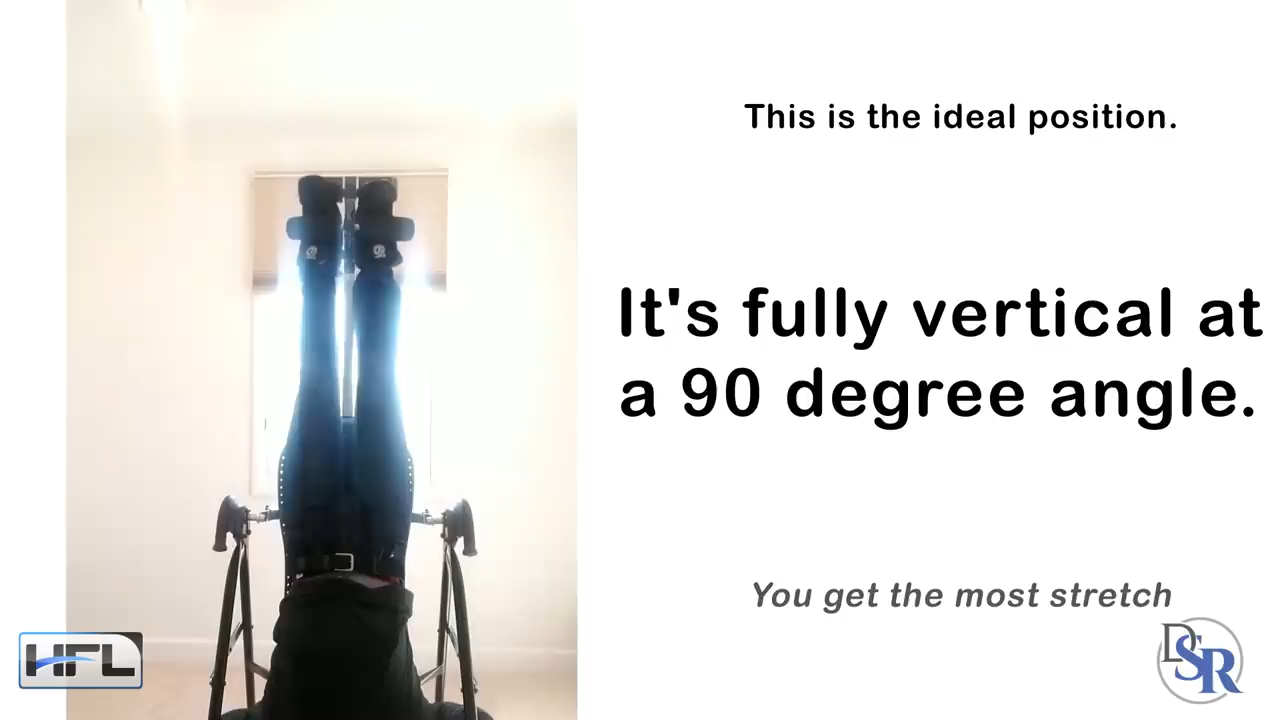 This is the ideal position.
It's fully vertical at
a 90 degree angle.
You get the most stretch
HFL
DSR